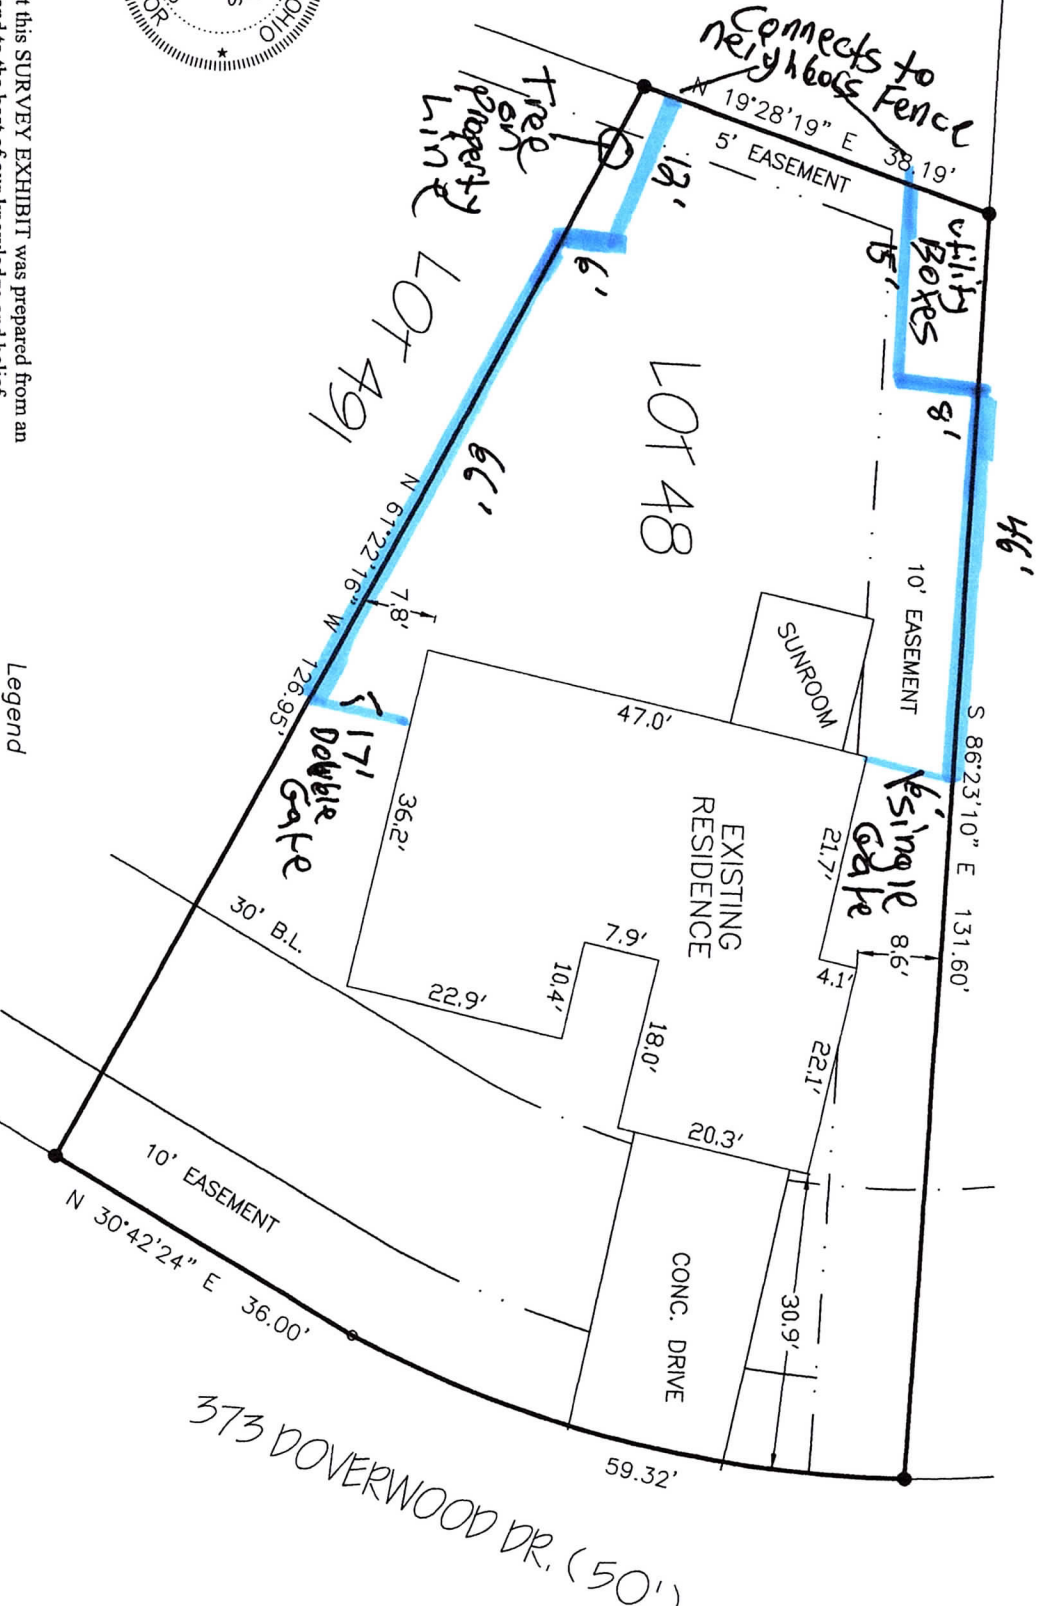 OHIO
OR
S
t this SURVEY EXHIBIT was prepared from an
Legend
Connects to
neighbors Fence
N 19°28'19" E 38.19'
5' EASEMENT
Tree
on
Property
Line
13'
6'
15'
Utility
Boxes
8'
46'
LOT 491
LOT 48
66'
10' EASEMENT
SUNROOM
N 61°22'16" W 126.95'
7.8'
47.0'
S 86°23'10" E 131.60'
17'
Double
Gate
single
Gate
36.2'
EXISTING
RESIDENCE
21.7'
8.6'
4.1'
7.9'
10.4'
22.9'
18.0'
22.1'
20.3'
30' B.L.
10' EASEMENT
N 30°42'24" E 36.00'
CONC. DRIVE
30.9'
59.32'
373 DOVERWOOD DR. (50')